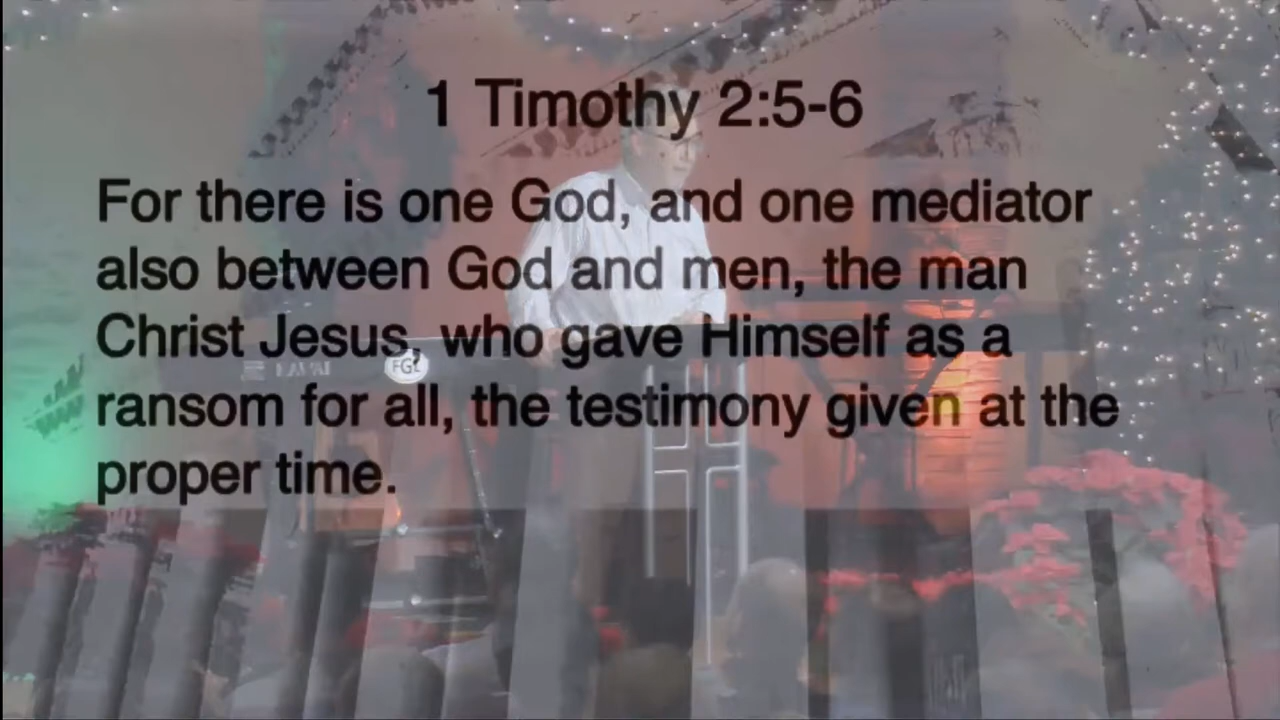 1 Timothy 2:5-6
For there is one God, and one mediator
also between God and men, the man
Christ Jesus, who gave Himself as a
ransom for all, the testimony given at the
proper time.
KAWAI